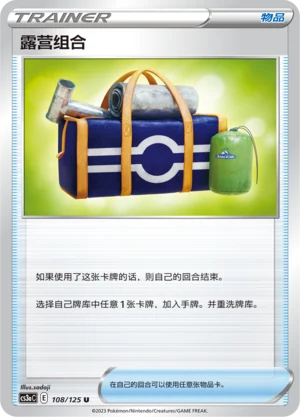 TRAINER
物品
露营组合
如果使用了这张卡牌的话，则自己的回合结束。
选择自己牌库中任意1张卡牌，加入手牌。并重洗牌库。
Illus.sadaji
CS3aC E 108/125 U
在自己的回合可以使用任意张物品卡。
©2023 Pokémon/Nintendo/Creatures/GAME FREAK.